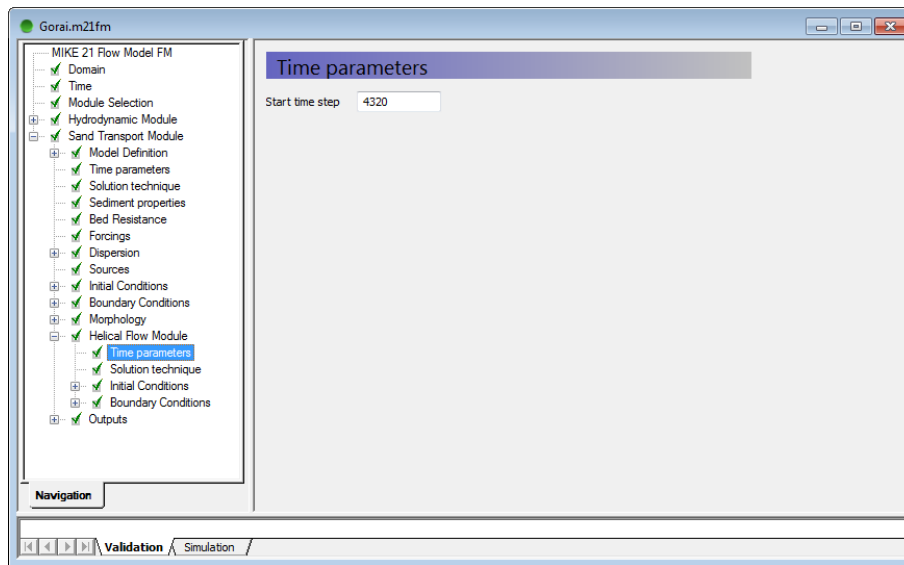 Gorai.m21fm
MIKE 21 Flow Model FM
Domain
Time
Module Selection
Hydrodynamic Module
Sand Transport Module
Model Definition
Time parameters
Solution technique
Sediment properties
Bed Resistance
Forcings
Dispersion
Sources
Initial Conditions
Boundary Conditions
Morphology
Helical Flow Module
Time parameters
Solution technique
Initial Conditions
Boundary Conditions
Outputs
Navigation
Time parameters
Start time step 4320
Validation Simulation